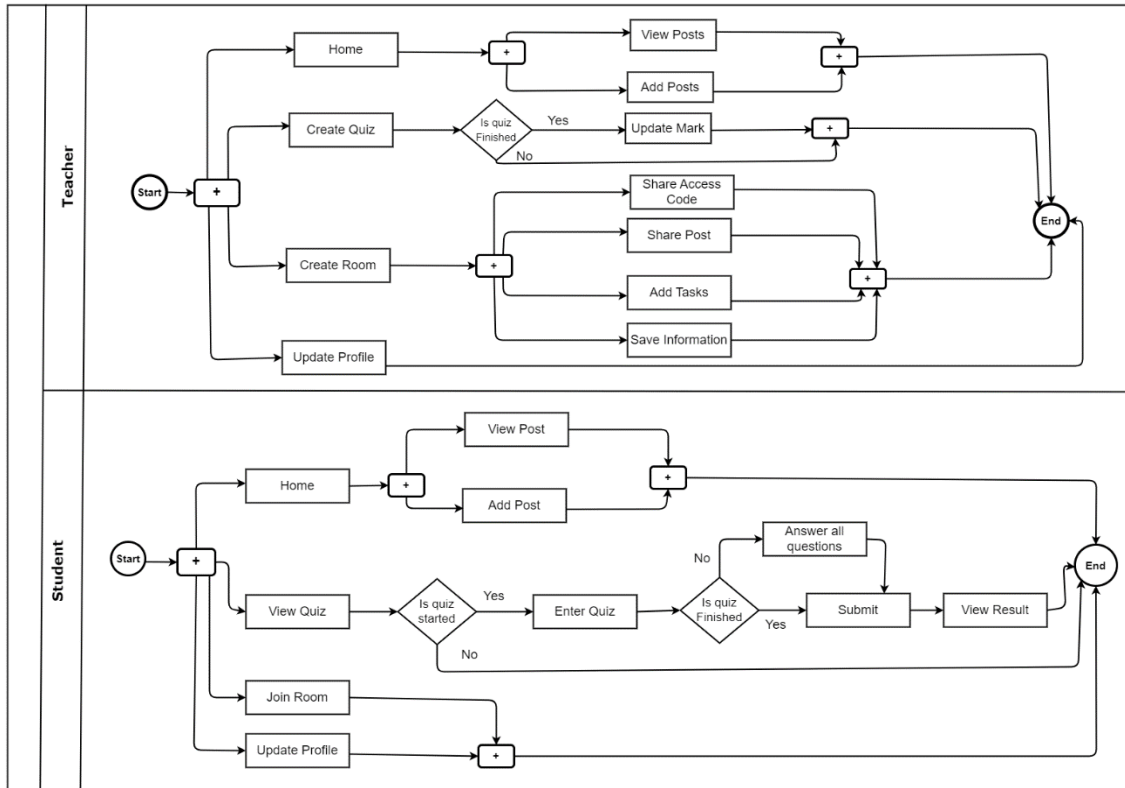 Teacher
Start
+
Home
+
View Posts
Add Posts
+
Create Quiz
Is quiz
Finished
Yes
No
Update Mark
+
Create Room
+
Share Access
Code
Share Post
Add Tasks
Save Information
+
Update Profile
End
Student
Start
+
Home
+
View Post
Add Post
+
View Quiz
Is quiz
started
Yes
No
Enter Quiz
Is quiz
Finished
No
Yes
Answer all
questions
Submit
View Result
Join Room
Update Profile
+
End